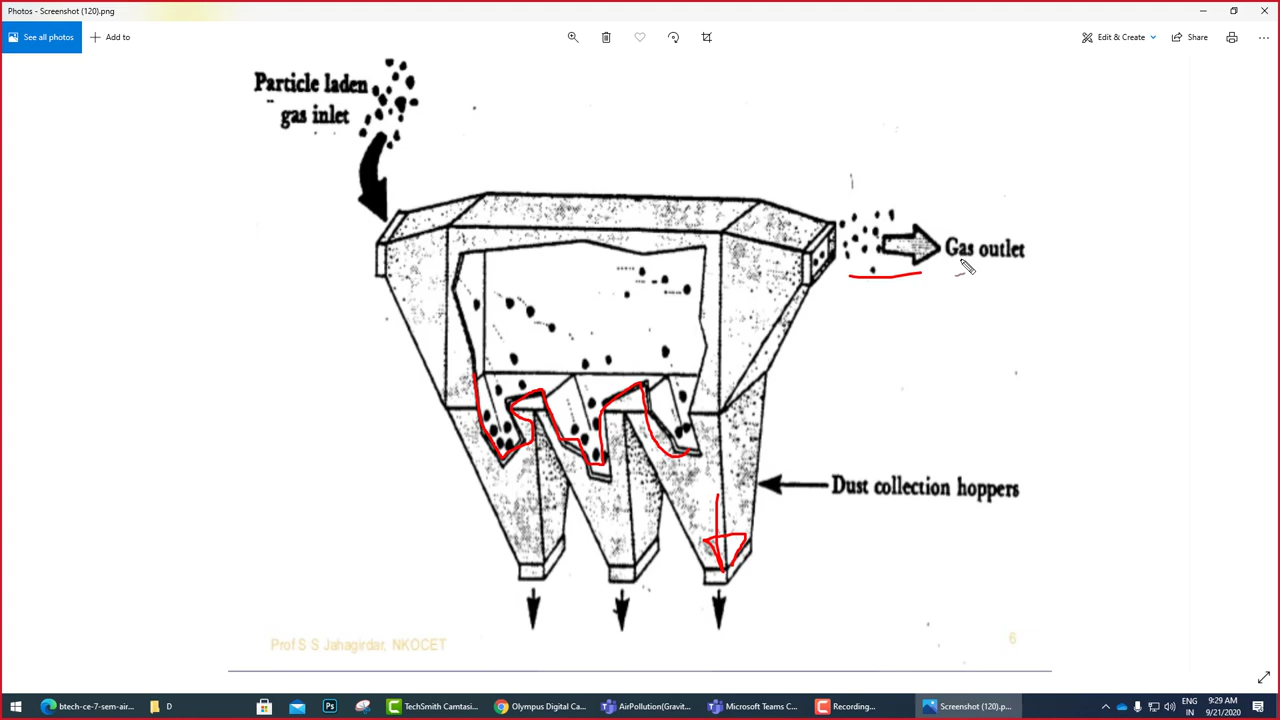 Photos - Screenshot (120).png
See all photos
Add to
Edit & Create
Share
Particle laden
gas inlet
Gas outlet
Dust collection hoppers
Prof S S Jahagirdar, NKOCET
6
btech-ce-7-sem-air...
D
TechSmith Camtasi...
Olympus Digital Ca...
AirPollution(Gravit...
Microsoft Teams C...
Recording...
Screenshot (120).p...
ENG
IN
9:29 AM
9/21/2020